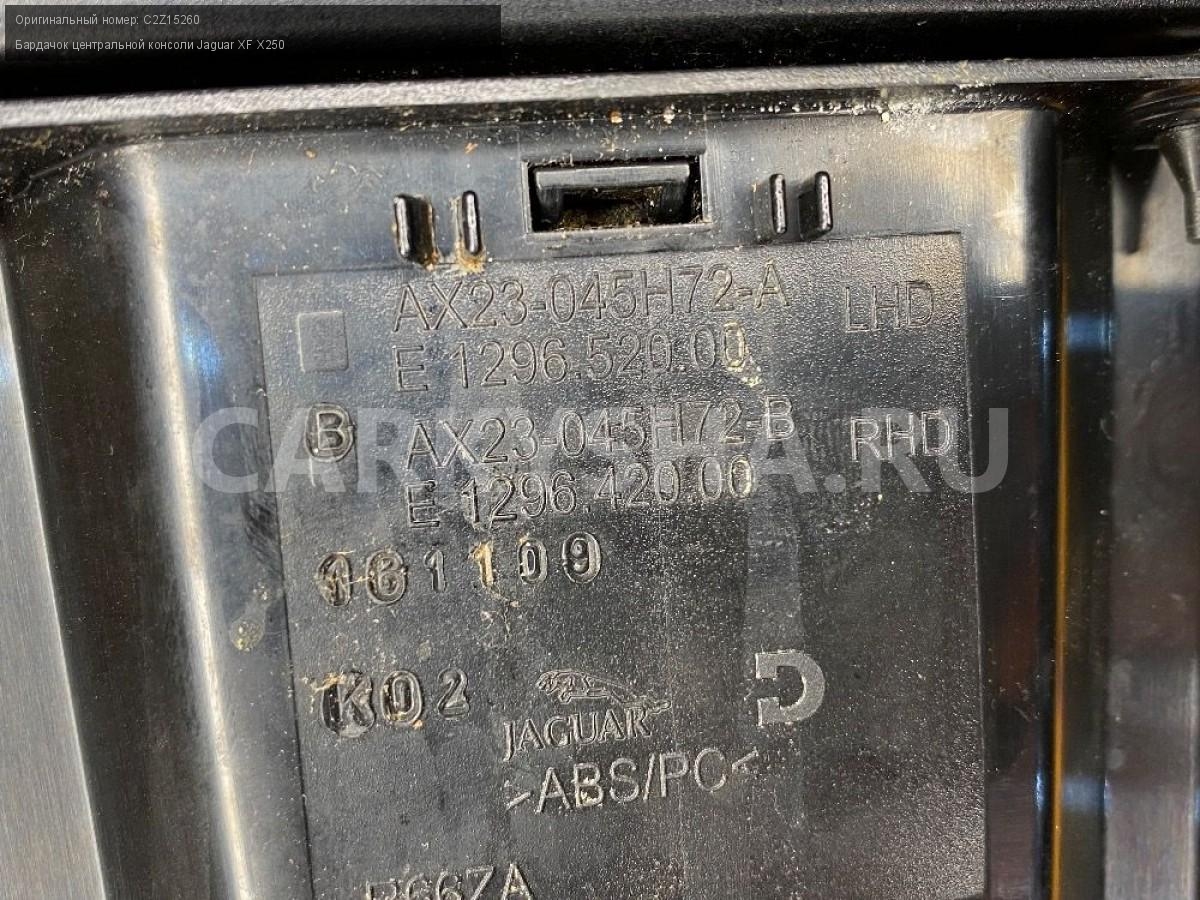 Оригинальный номер: C2Z15260
Бардачок центральной консоли Jaguar XF X250
AX23-045H72-A LHD
E 1296.520.00
B AX23-045H72-B RHD
E 1296.420.00
161109
K02
JAGUAR
>ABS/PC<